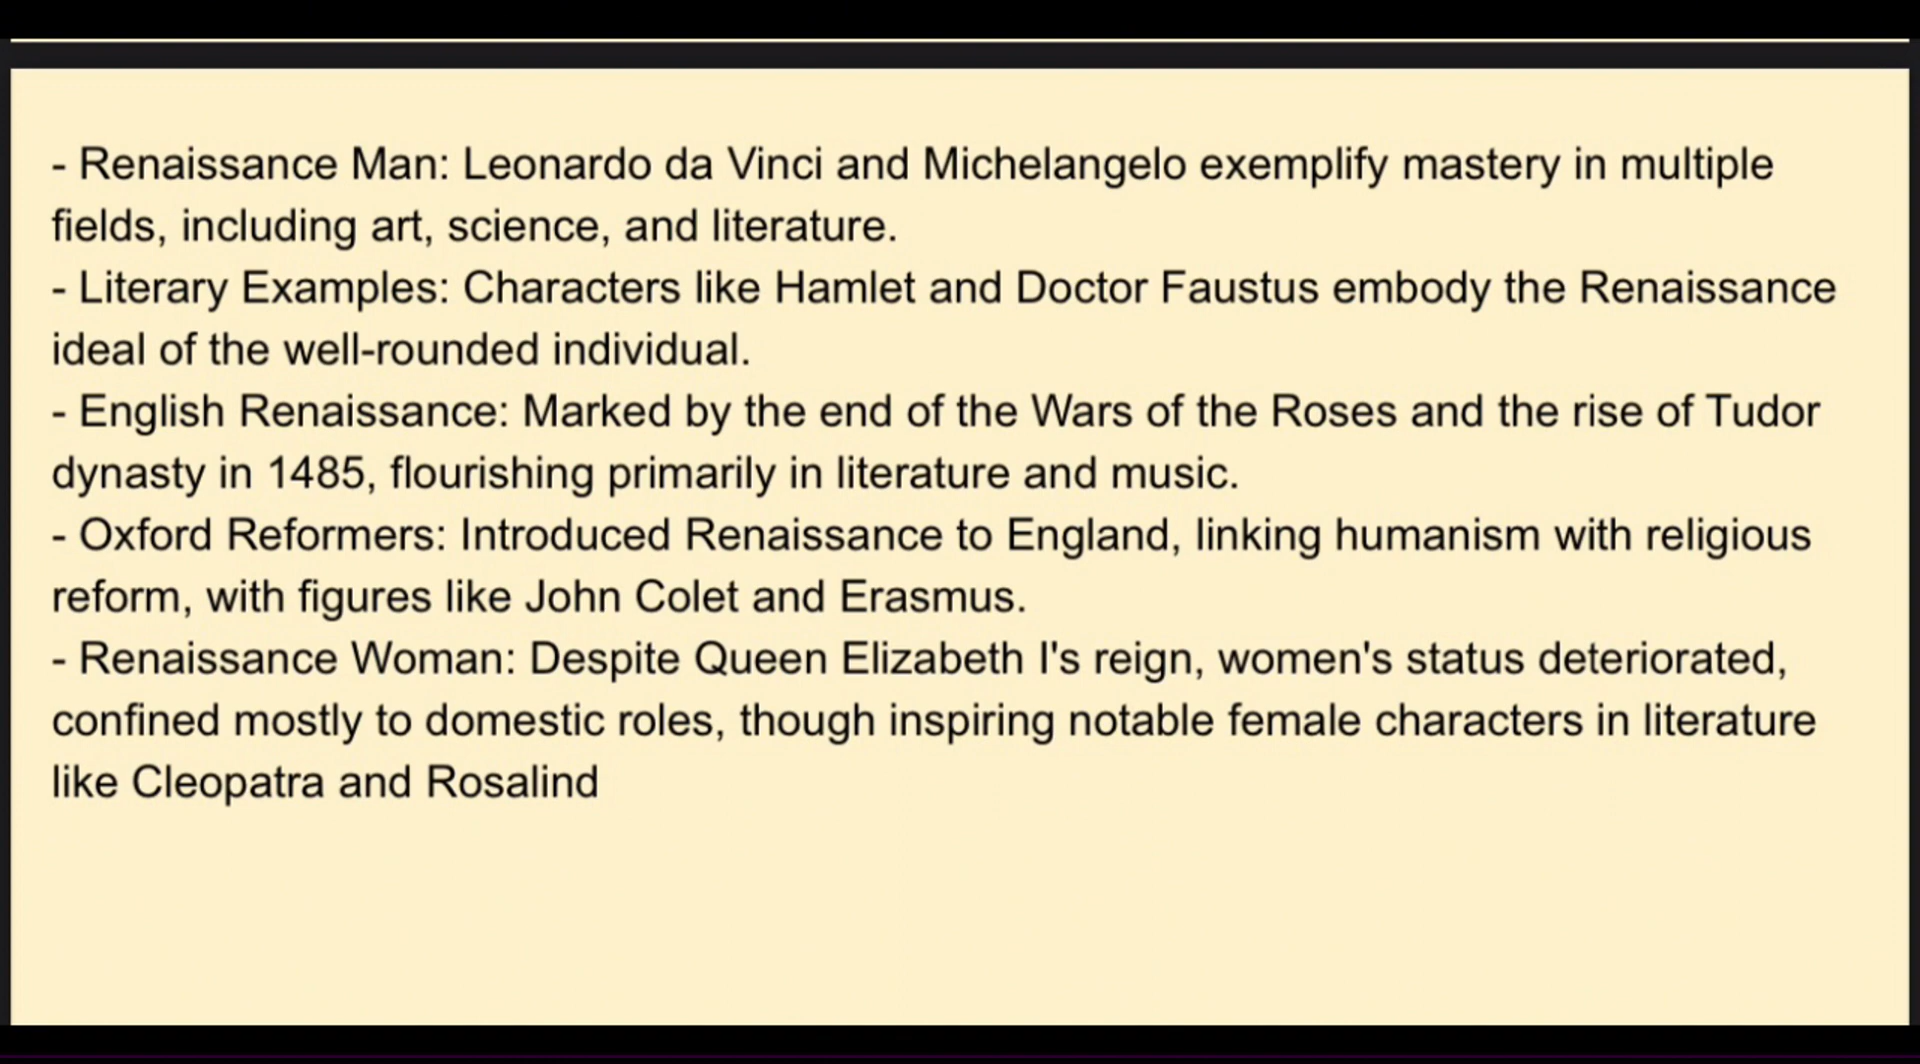 - Renaissance Man: Leonardo da Vinci and Michelangelo exemplify mastery in multiple
fields, including art, science, and literature.
- Literary Examples: Characters like Hamlet and Doctor Faustus embody the Renaissance
ideal of the well-rounded individual.
- English Renaissance: Marked by the end of the Wars of the Roses and the rise of Tudor
dynasty in 1485, flourishing primarily in literature and music.
- Oxford Reformers: Introduced Renaissance to England, linking humanism with religious
reform, with figures like John Colet and Erasmus.
- Renaissance Woman: Despite Queen Elizabeth I's reign, women's status deteriorated,
confined mostly to domestic roles, though inspiring notable female characters in literature
like Cleopatra and Rosalind